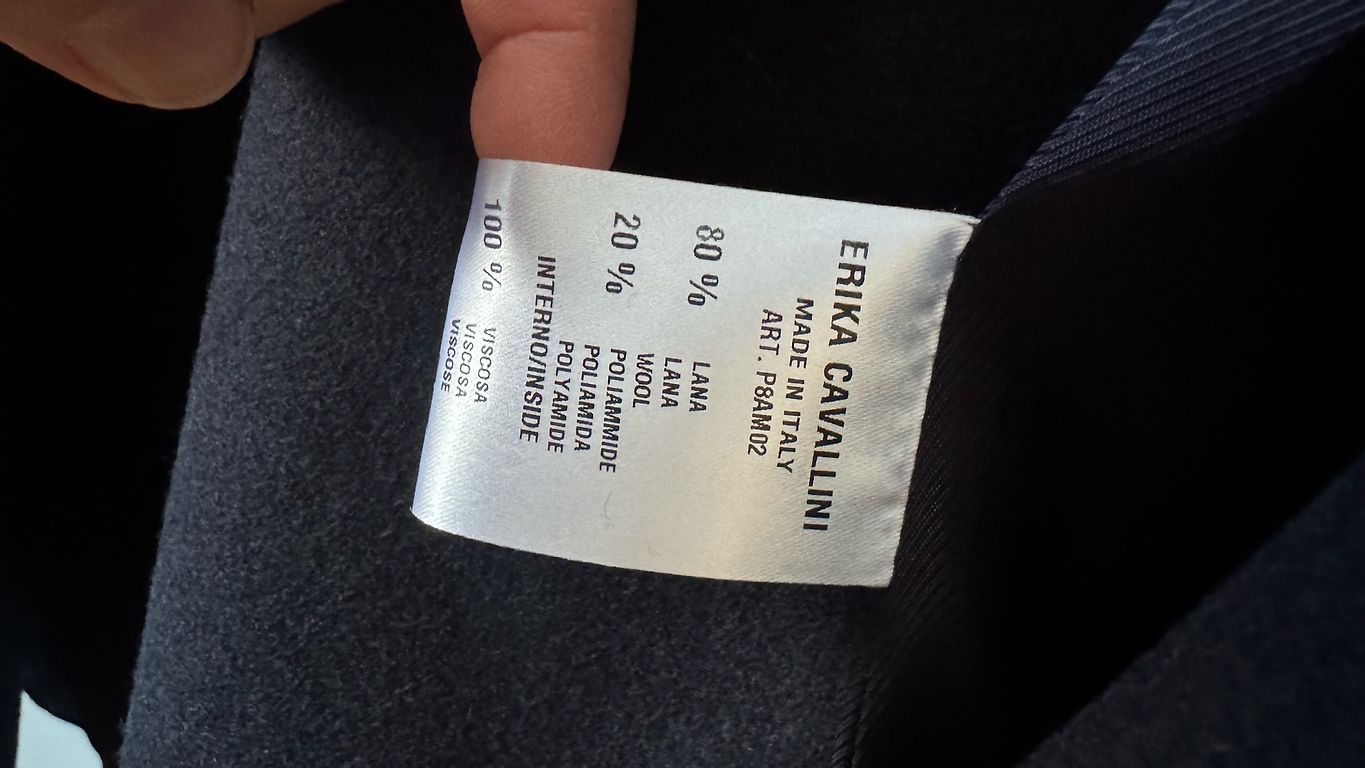 ERIKA CAVALLINI
MADE IN ITALY
ART. P8AM02
80 % LANA
LANA
WOOL
20 % POLIAMMIDE
POLIAMIDA
POLYAMIDE
INTERNO/INSIDE
100 % VISCOSA
VISCOSA
VISCOSE